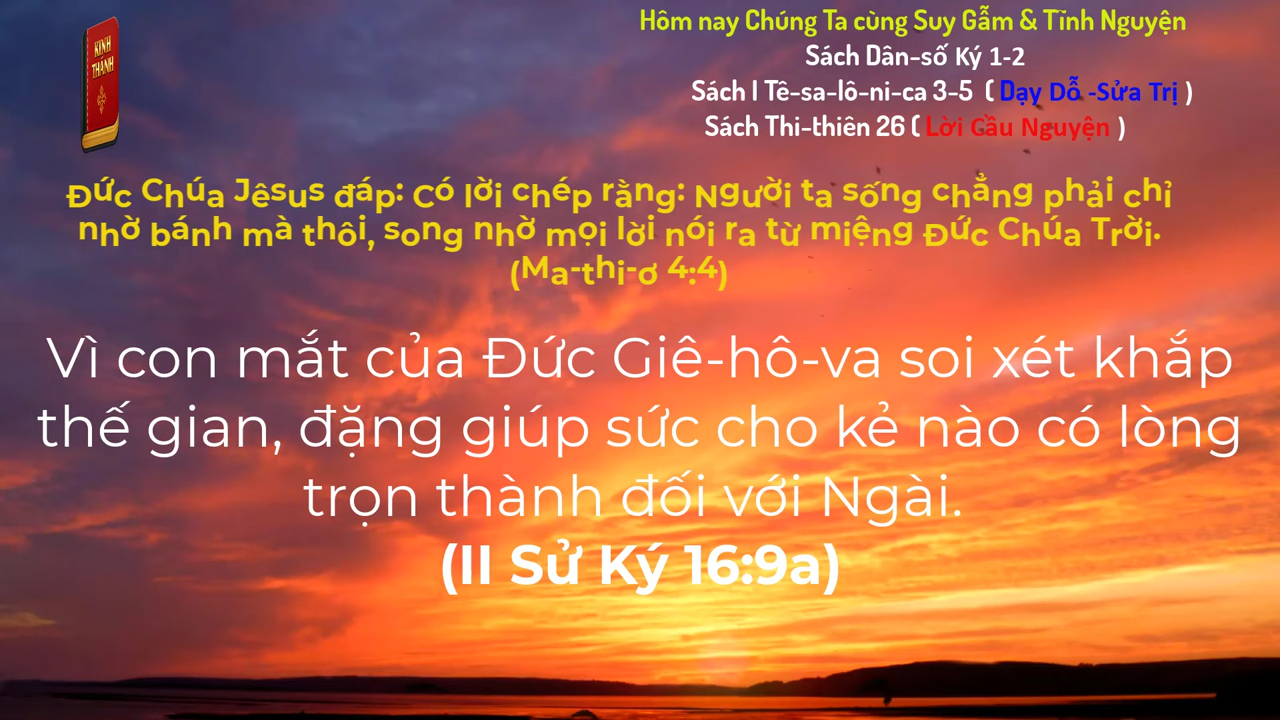 KINH
THÁNH
Hôm nay Chúng Ta cùng Suy Gẫm & Tĩnh Nguyện
Sách Dân-số Ký 1-2
Sách I Tê-sa-lô-ni-ca 3-5 ( Dạy Dỗ -Sửa Trị )
Sách Thi-thiên 26 ( Lời Cầu Nguyện )
Đức Chúa Jêsus đáp: Có lời chép rằng: Người ta sống chẳng phải chỉ
nhờ bánh mà thôi, song nhờ mọi lời nói ra từ miệng Đức Chúa Trời.
(Ma-thi-ơ 4:4)
Vì con mắt của Đức Giê-hô-va soi xét khắp
thế gian, đặng giúp sức cho kẻ nào có lòng
trọn thành đối với Ngài.
(II Sử Ký 16:9a)